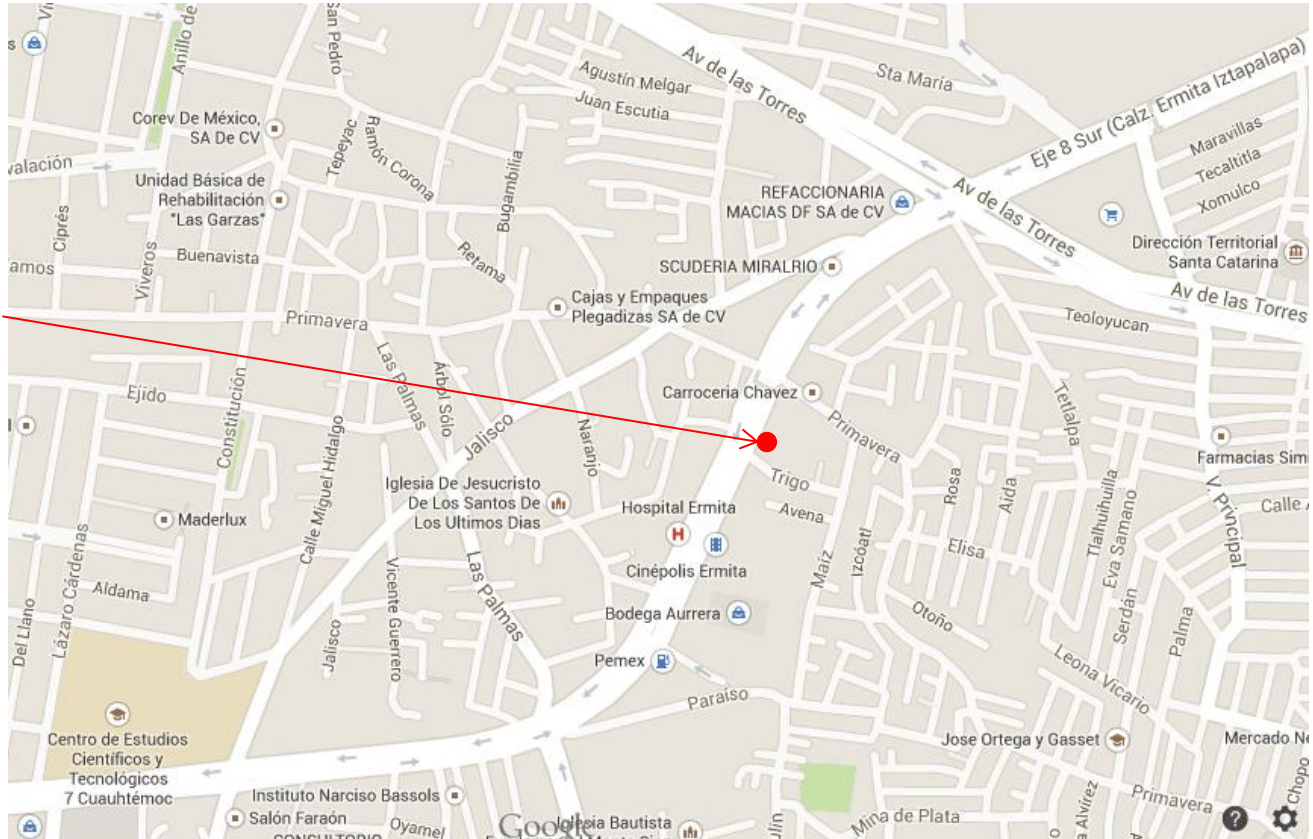 Anillo de
San Pedro
Agustín Melgar
Juan Escutia
Av de las Torres
Sta María
Eje 8 Sur (Calz. Ermita Iztapalapa)
Corev De México,
SA De CV
Tepeyac
Ramón Corona
Bugambilia
Maravillas
Tecaltitla
Xomulco
valación
Unidad Básica de
Rehabilitación
"Las Garzas"
REFACCIONARIA
MACIAS DF SA de CV
Av de las Torres
Ciprés
Viveros
Buenavista
Retama
SCUDERIA MIRALRIO
Dirección Territorial
Santa Catarina
amos
Av de las Torres
Primavera
Cajas y Empaques
Plegadizas SA de CV
Teoloyucan
Las Palmas
Árbol Sólo
Ejido
Constitución
Calle Miguel Hidalgo
Jalisco
Naranjo
Carroceria Chavez
Primavera
Tetlalpa
Farmacias Simi
Iglesia De Jesucristo
De Los Santos De
Los Ultimos Dias
Trigo
Avena
Hospital Ermita
H
Cinépolis Ermita
Rosa
Aida
Tlalhuihuilla
Eva Samano
V. Principal
Calle
Maderlux
Maíz
Izcóatl
Elisa
Lázaro Cárdenas
Aldama
Vicente Guerrero
Las Palmas
Bodega Aurrera
Otoño
Serdán
Palma
Del Llano
Jalisco
Pemex
Paraíso
Leona Vicario
Centro de Estudios
Científicos y
Tecnológicos
7 Cuauhtémoc
Jose Ortega y Gasset
Mercado Ne
Instituto Narciso Bassols
Salón Faraón
CONSULTORIO
Oyamel
Google
Iglesia Bautista
Mina de Plata
Primavera
Chopo
?